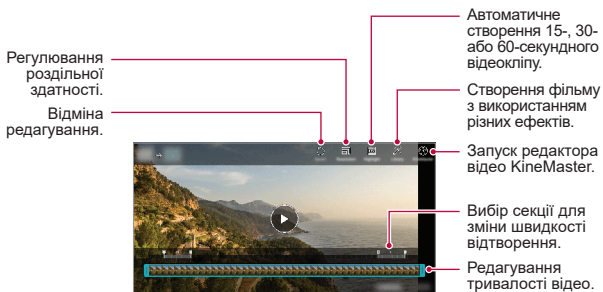 Регулювання
роздільної
здатності.
Відміна
редагування.
Автоматичне
створення 15-, 30-
або 60-секундного
відеокліпу.
Створення фільму
з використанням
різних ефектів.
Запуск редактора
відео KineMaster.
Вибір секції для
зміни швидкості
відтворення.
Редагування
тривалості відео.